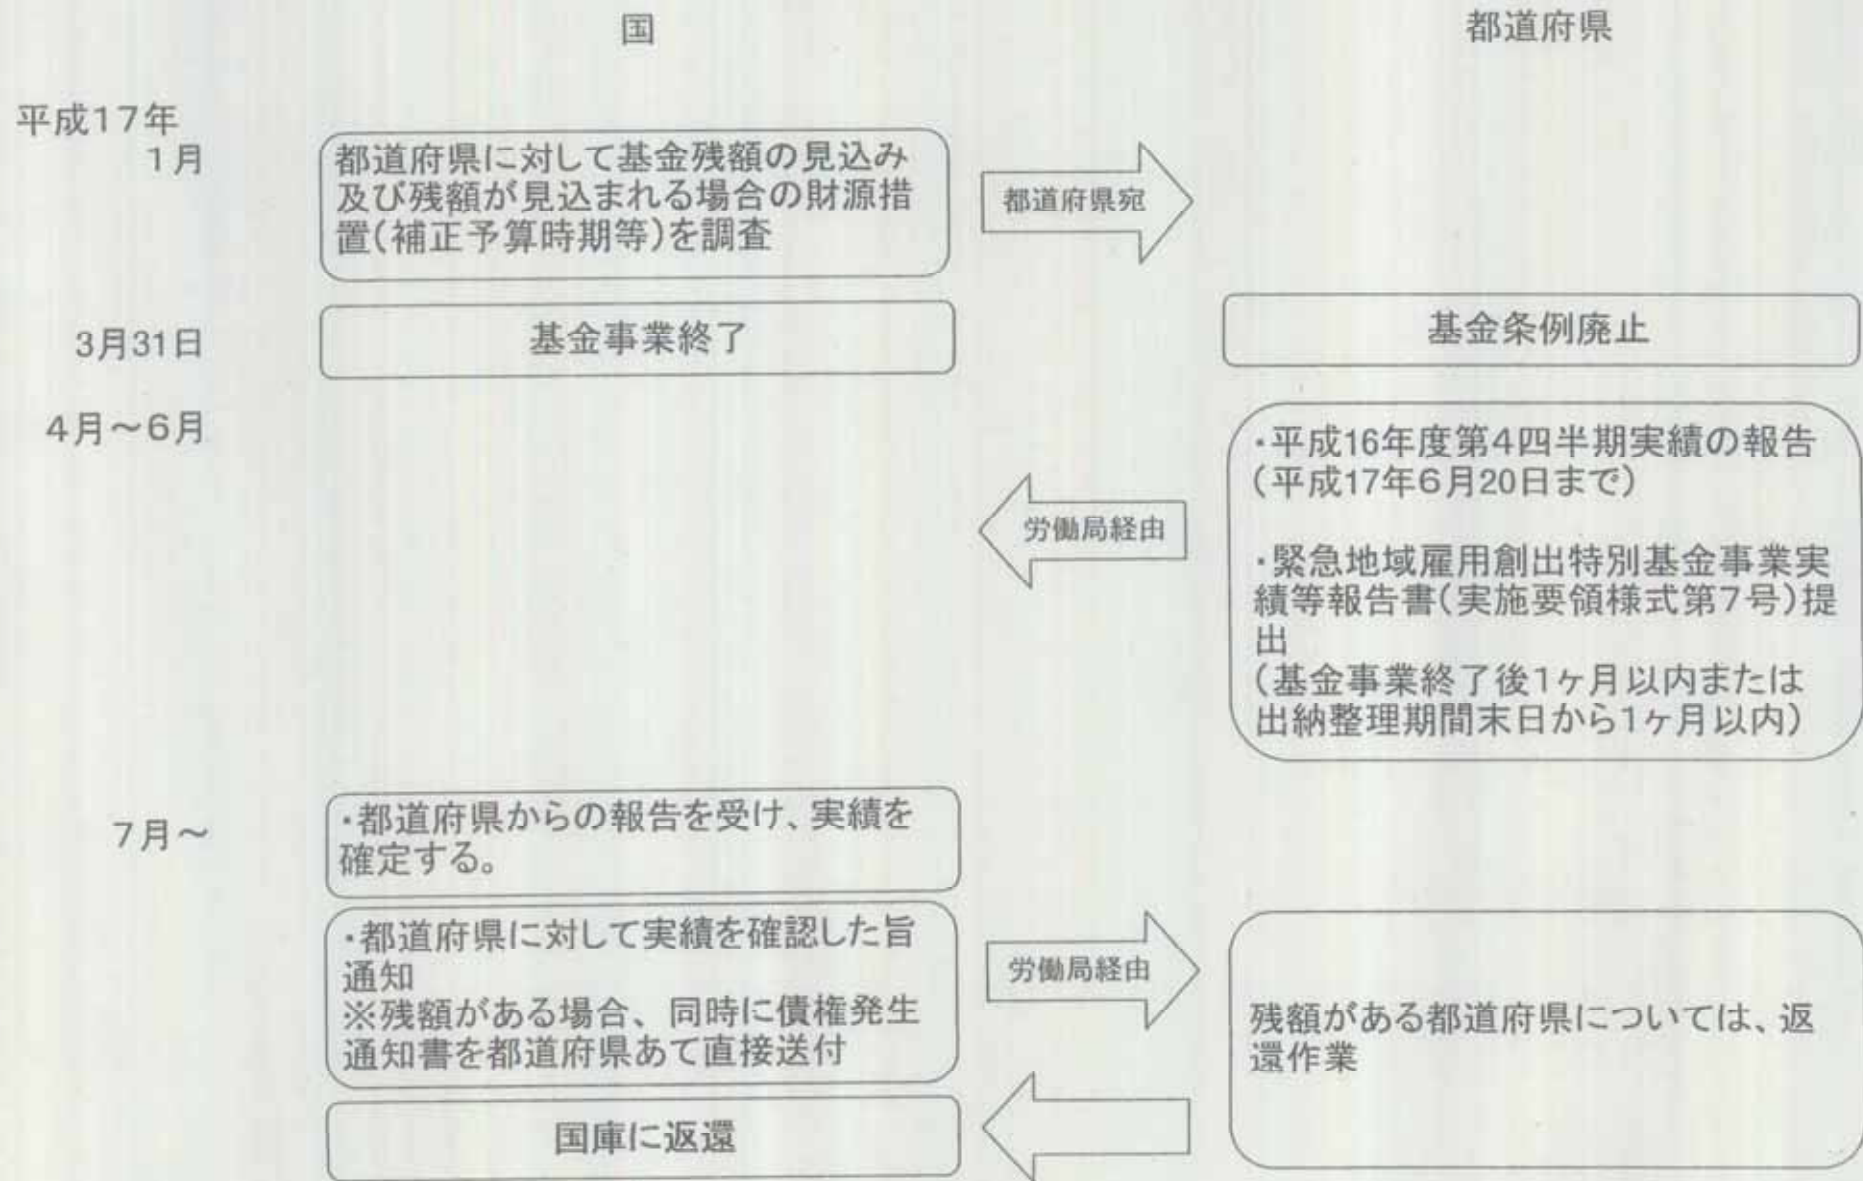 国
都道府県
平成17年
1月
都道府県に対して基金残額の見込み
及び残額が見込まれる場合の財源措
置(補正予算時期等)を調査
都道府県宛
3月31日
基金事業終了
基金条例廃止
4月～6月
・平成16年度第4四半期実績の報告
(平成17年6月20日まで)
・緊急地域雇用創出特別基金事業実
績等報告書(実施要領様式第7号)提
出
(基金事業終了後1ヶ月以内または
出納整理期間末日から1ヶ月以内)
労働局経由
7月～
・都道府県からの報告を受け、実績を
確定する。
・都道府県に対して実績を確認した旨
通知
※残額がある場合、同時に債権発生
通知書を都道府県あて直接送付
労働局経由
残額がある都道府県については、返
還作業
国庫に返還